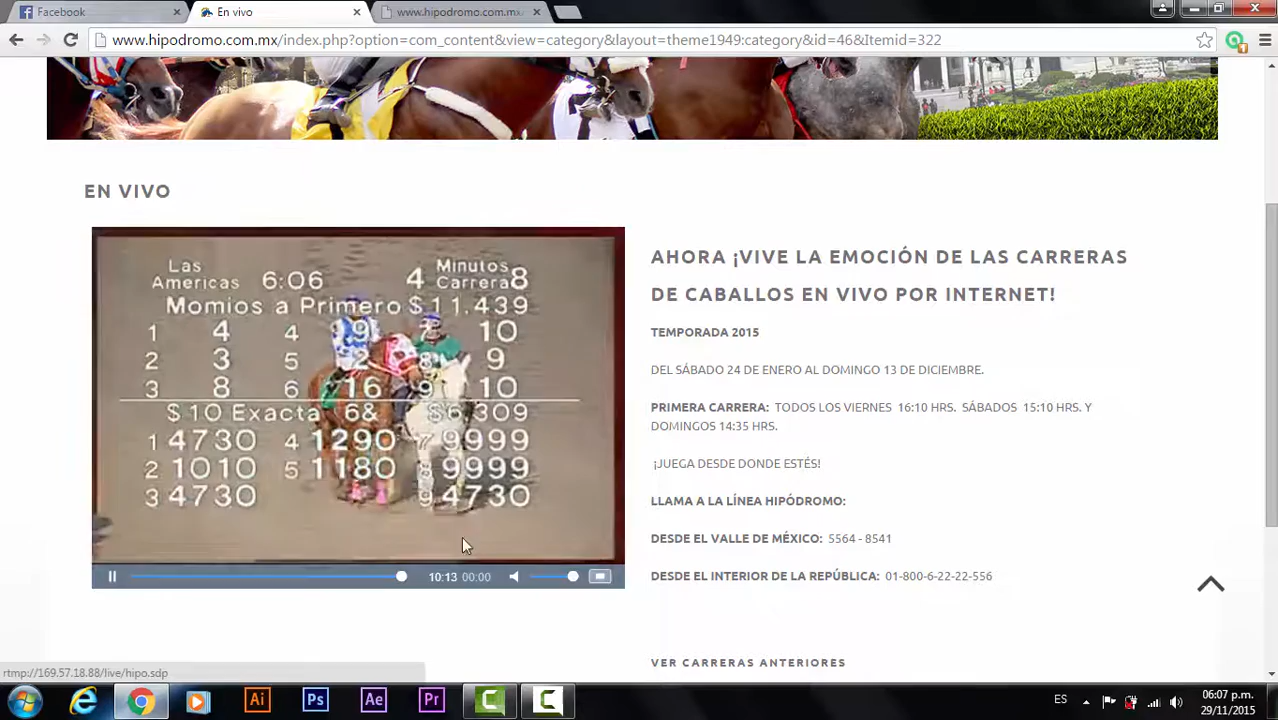 Facebook
En vivo
www.hipodromo.com.mx/
www.hipodromo.com.mx/index.php?option=com_content&view=category&layout=theme1949:category&id=46&Itemid=322
EN VIVO
Las Americas 6:06 4 Minutos Carrera 8
Momios a Primero $11.439
1 4 4 9 7 10
2 3 5 2 8 9
3 8 6 16 9 10
$10 Exacta 6& $6.309
1 4730 4 1290 7 9999
2 1010 5 1180 8 9999
3 4730 9 4730
10:13 00:00
AHORA ¡VIVE LA EMOCIÓN DE LAS CARRERAS
DE CABALLOS EN VIVO POR INTERNET!
TEMPORADA 2015
DEL SÁBADO 24 DE ENERO AL DOMINGO 13 DE DICIEMBRE.
PRIMERA CARRERA: TODOS LOS VIERNES 16:10 HRS. SÁBADOS 15:10 HRS. Y
DOMINGOS 14:35 HRS.
¡JUEGA DESDE DONDE ESTÉS!
LLAMA A LA LÍNEA HIPÓDROMO:
DESDE EL VALLE DE MÉXICO: 5564 - 8541
DESDE EL INTERIOR DE LA REPÚBLICA: 01-800-6-22-22-556
VER CARRERAS ANTERIORES
rtmp://169.57.18.88/live/hipo.sdp
Ai
Ps
Ae
Pr
ES
06:07 p.m.
29/11/2015